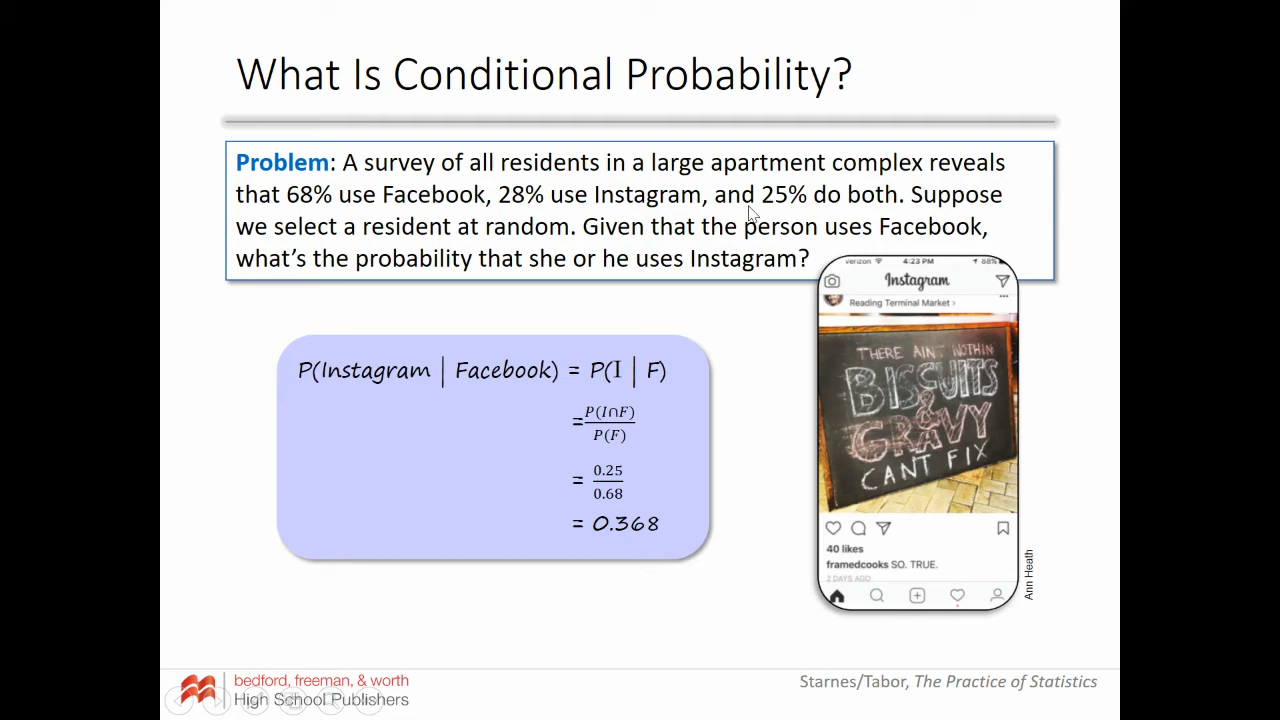 What Is Conditional Probability?
Problem: A survey of all residents in a large apartment complex reveals
that 68% use Facebook, 28% use Instagram, and 25% do both. Suppose
we select a resident at random. Given that the person uses Facebook,
what’s the probability that she or he uses Instagram?
P(Instagram | Facebook) = P(I | F)
= P(I∩F) / P(F)
= 0.25 / 0.68
= 0.368
verizon 4:23 PM 88%
Instagram
Reading Terminal Market >
THERE AINT NOTHIN
BISCUITS
&
GRAVY
CANT FIX
40 likes
framedcooks SO. TRUE.
2 DAYS AGO
Ann Heath
bedford, freeman, & worth
High School Publishers
Starnes/Tabor, The Practice of Statistics